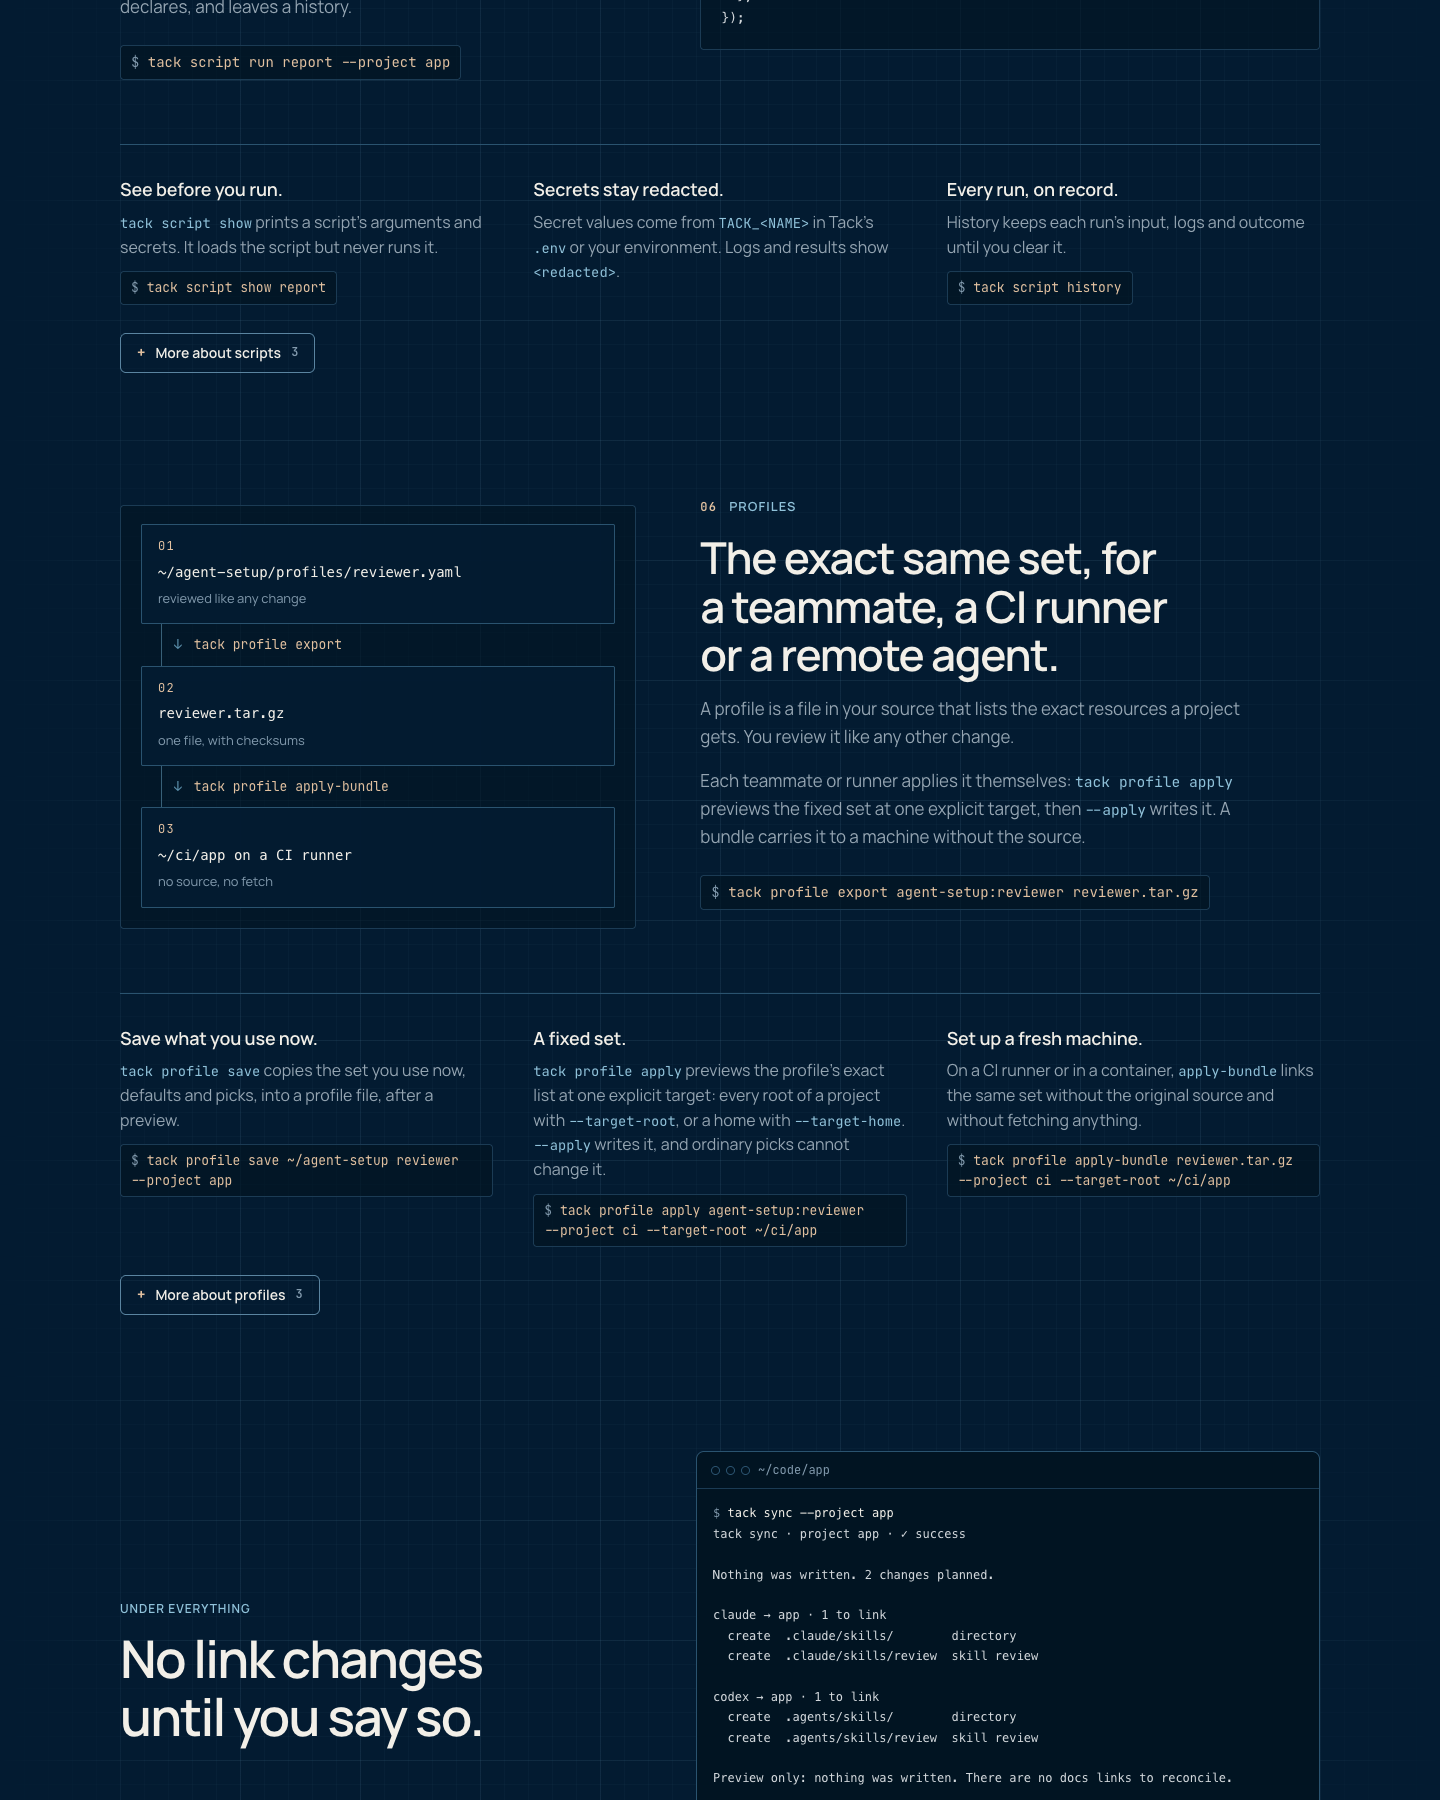 declares, and leaves a history.
});
$ tack script run report --project app
See before you run.
tack script show prints a script's arguments and
secrets. It loads the script but never runs it.
$ tack script show report
Secrets stay redacted.
Secret values come from TACK_<NAME> in Tack's
.env or your environment. Logs and results show
<redacted>.
Every run, on record.
History keeps each run's input, logs and outcome
until you clear it.
$ tack script history
+ More about scripts 3
01
~/agent-setup/profiles/reviewer.yaml
reviewed like any change
↓ tack profile export
02
reviewer.tar.gz
one file, with checksums
↓ tack profile apply-bundle
03
~/ci/app on a CI runner
no source, no fetch
06 PROFILES
The exact same set, for
a teammate, a CI runner
or a remote agent.
A profile is a file in your source that lists the exact resources a project
gets. You review it like any other change.
Each teammate or runner applies it themselves: tack profile apply
previews the fixed set at one explicit target, then --apply writes it. A
bundle carries it to a machine without the source.
$ tack profile export agent-setup:reviewer reviewer.tar.gz
Save what you use now.
tack profile save copies the set you use now,
defaults and picks, into a profile file, after a
preview.
$ tack profile save ~/agent-setup reviewer
--project app
A fixed set.
tack profile apply previews the profile's exact
list at one explicit target: every root of a project
with --target-root, or a home with --target-home.
--apply writes it, and ordinary picks cannot
change it.
$ tack profile apply agent-setup:reviewer
--project ci --target-root ~/ci/app
Set up a fresh machine.
On a CI runner or in a container, apply-bundle links
the same set without the original source and
without fetching anything.
$ tack profile apply-bundle reviewer.tar.gz
--project ci --target-root ~/ci/app
+ More about profiles 3
UNDER EVERYTHING
No link changes
until you say so.
~/code/app
$ tack sync --project app
tack sync · project app · ✓ success
Nothing was written. 2 changes planned.
claude → app · 1 to link
create .claude/skills/ directory
create .claude/skills/review skill review
codex → app · 1 to link
create .agents/skills/ directory
create .agents/skills/review skill review
Preview only: nothing was written. There are no docs links to reconcile.